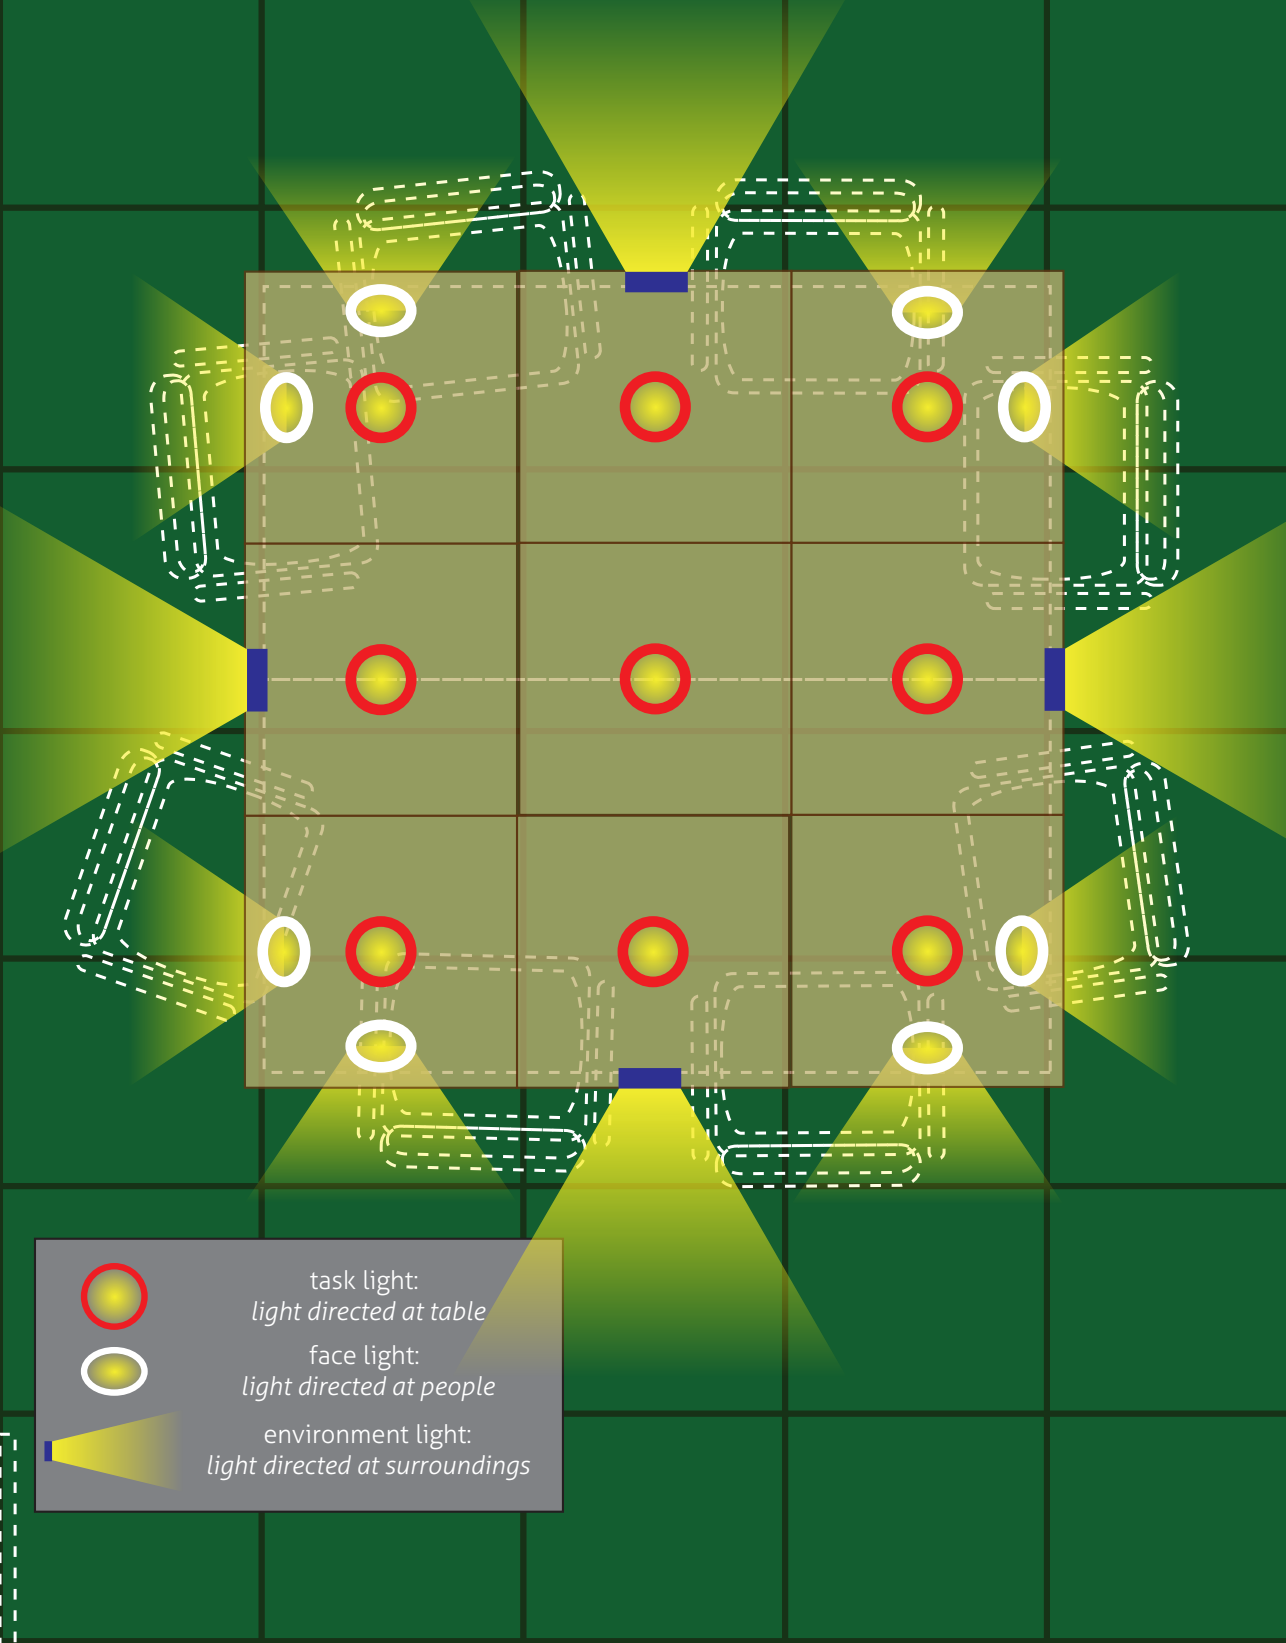 task light:
light directed at table
face light:
light directed at people
environment light:
light directed at surroundings